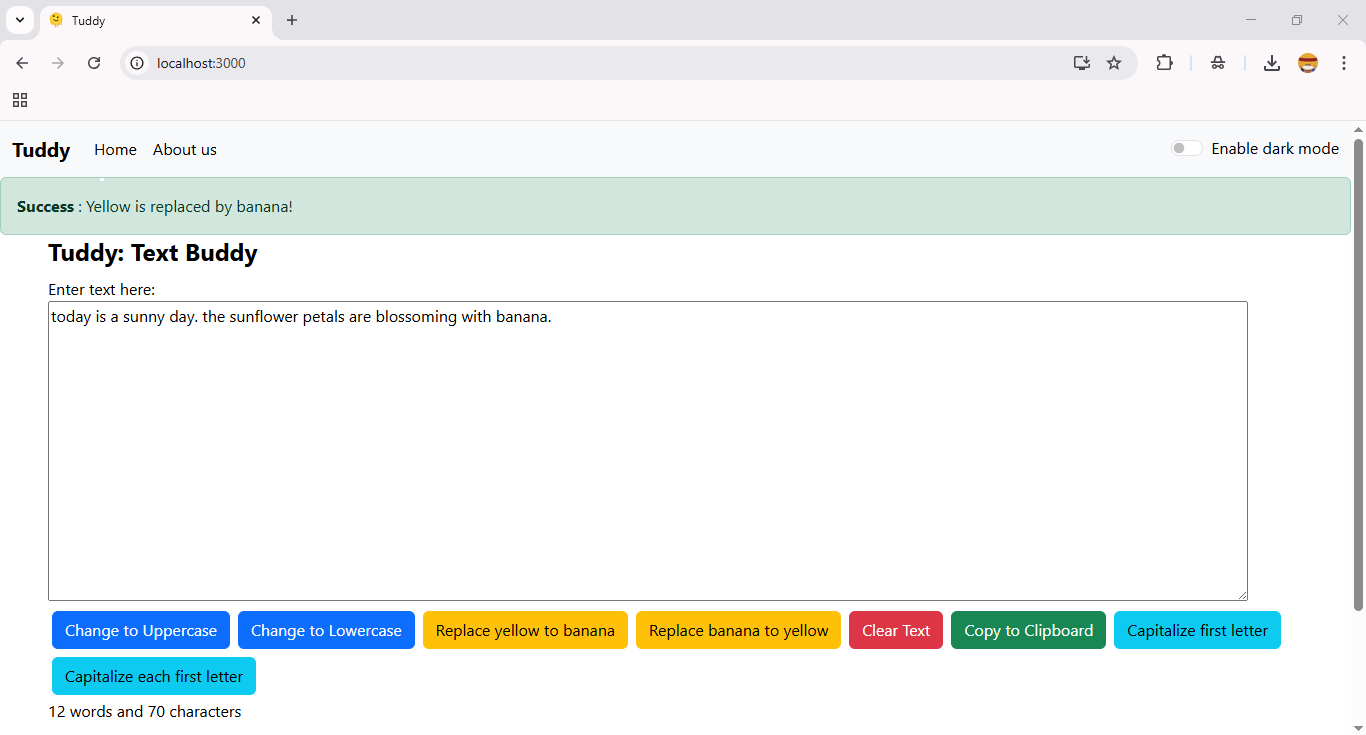 Tuddy
localhost:3000
Tuddy Home About us Enable dark mode
Success : Yellow is replaced by banana!
Tuddy: Text Buddy
Enter text here:
today is a sunny day. the sunflower petals are blossoming with banana.
Change to Uppercase Change to Lowercase Replace yellow to banana Replace banana to yellow Clear Text Copy to Clipboard Capitalize first letter
Capitalize each first letter
12 words and 70 characters